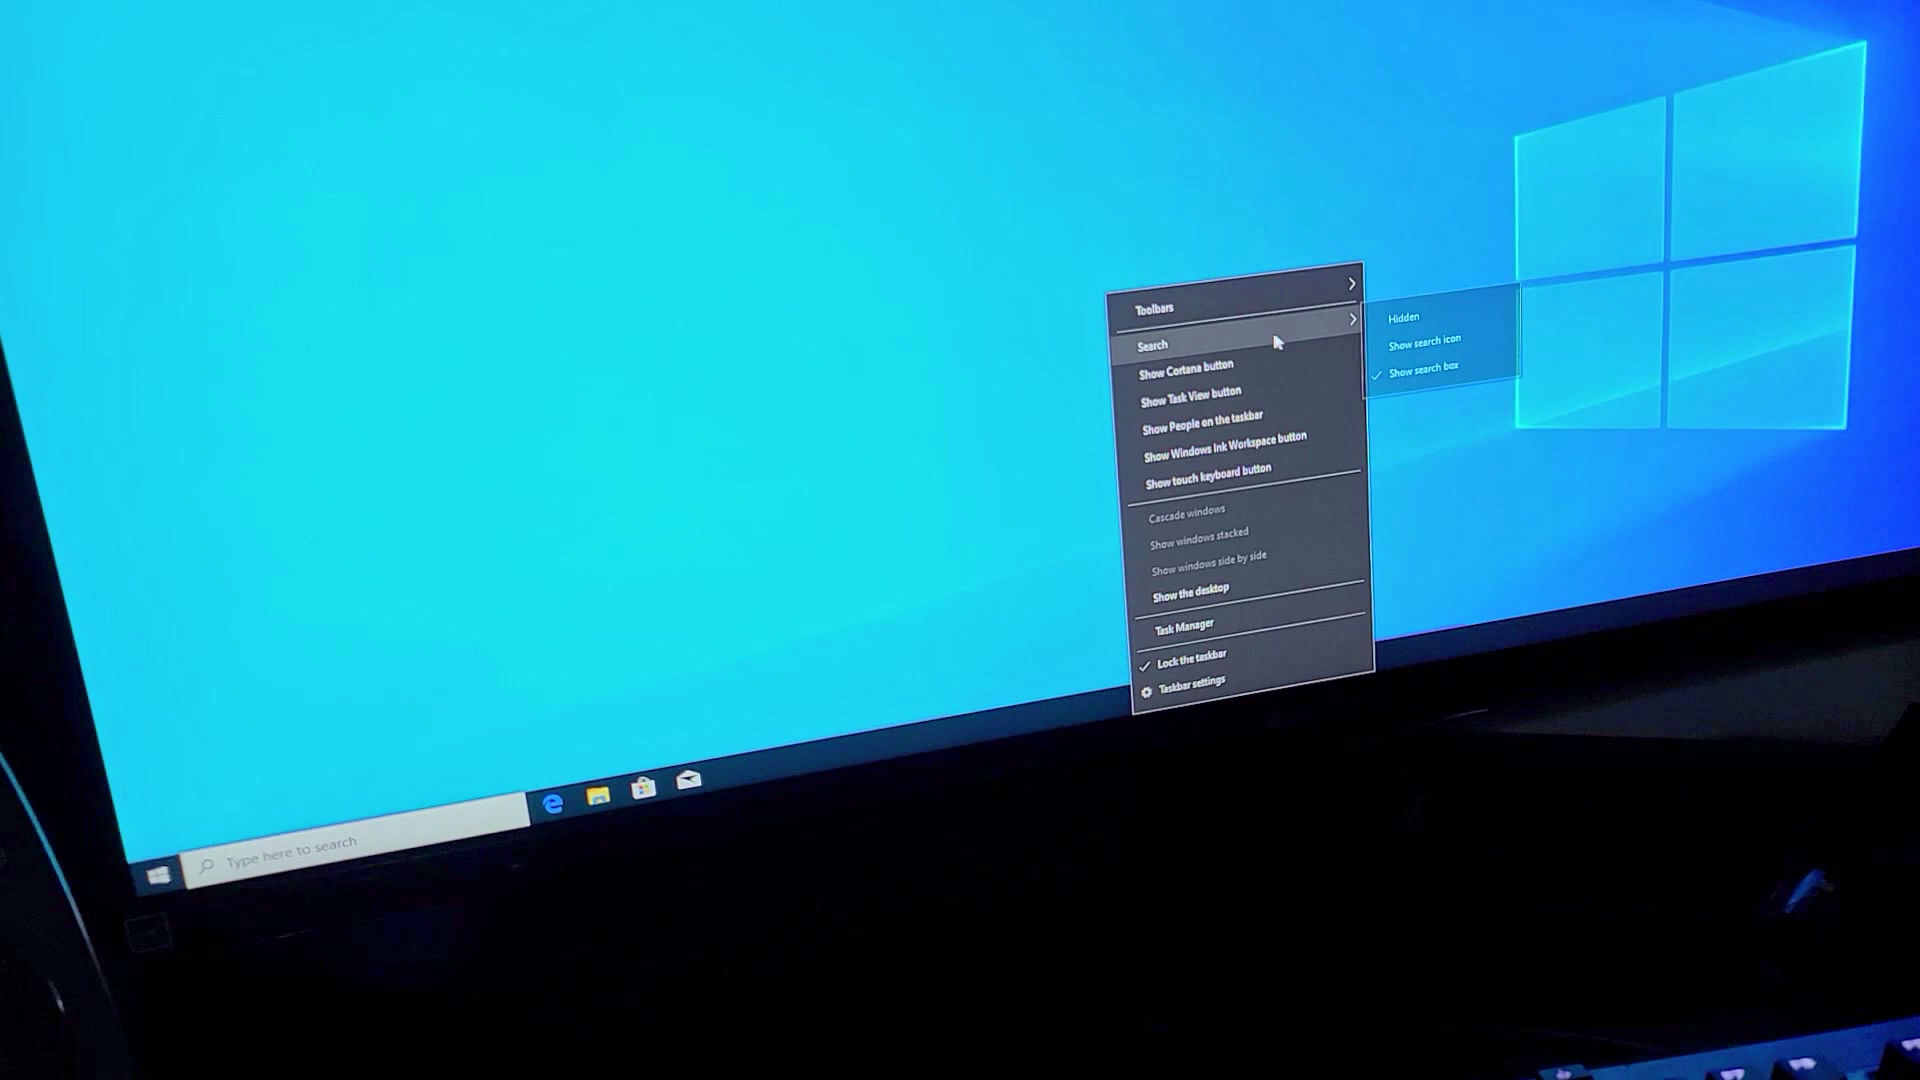 Toolbars
Search
Show Cortana button
Show Task View button
Show People on the taskbar
Show Windows Ink Workspace button
Show touch keyboard button
Cascade windows
Show windows stacked
Show windows side by side
Show the desktop
Task Manager
Lock the taskbar
Taskbar settings
Hidden
Show search icon
Show search box
Type here to search